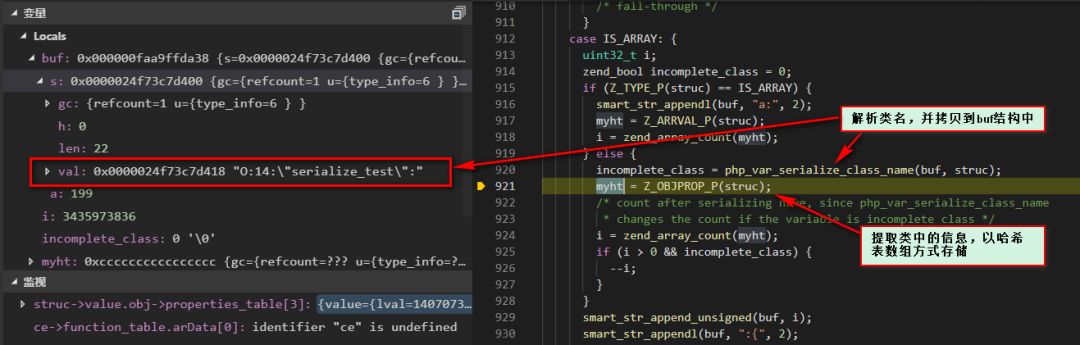 变量
Locals
buf: 0x000000faa9ffda38 {s=0x0000024f73c7d400 {gc={refcou...
s: 0x0000024f73c7d400 {gc={refcount=1 u={type_info=6 } }...
gc: {refcount=1 u={type_info=6 } }
h: 0
len: 22
val: 0x0000024f73c7d418 "O:14:\"serialize_test\":"
a: 199
i: 3435973836
incomplete_class: 0 '\0'
myht: 0xcccccccccccccccc {gc={refcount=??? u={type_info=?...
监视
struc->value.obj->properties_table[3]: {value={lval=1407073...
ce->function_table.arData[0]: identifier "ce" is undefined
910 /* fall-through */
911 }
912 case IS_ARRAY: {
913 uint32_t i;
914 zend_bool incomplete_class = 0;
915 if (Z_TYPE_P(struc) == IS_ARRAY) {
916 smart_str_appendl(buf, "a:", 2);
917 myht = Z_ARRVAL_P(struc);
918 i = zend_array_count(myht);
919 } else {
920 incomplete_class = php_var_serialize_class_name(buf, struc);
921 myht = Z_OBJPROP_P(struc);
922 /* count after serializing name, since php_var_serialize_class_name
923 * changes the count if the variable is incomplete class */
924 i = zend_array_count(myht);
925 if (i > 0 && incomplete_class) {
926 --i;
927 }
928 }
929 smart_str_append_unsigned(buf, i);
930 smart_str_appendl(buf, ":{", 2);
解析类名，并拷贝到buf结构中
提取类中的信息，以哈希
表数组方式存储